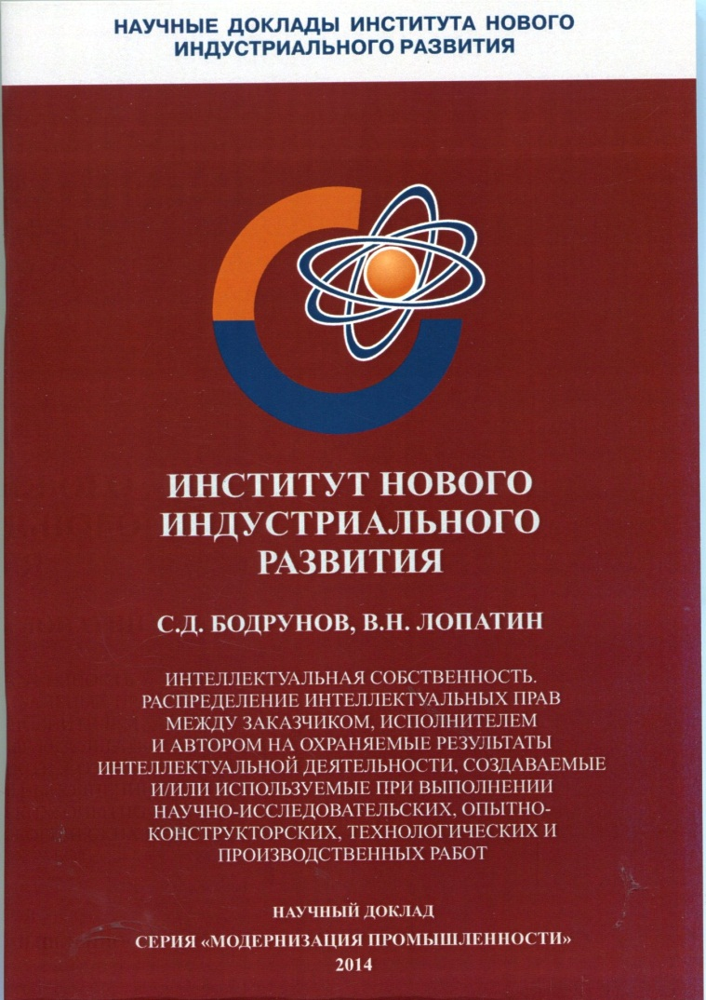 НАУЧНЫЕ ДОКЛАДЫ ИНСТИТУТА НОВОГО
ИНДУСТРИАЛЬНОГО РАЗВИТИЯ
ИНСТИТУТ НОВОГО
ИНДУСТРИАЛЬНОГО
РАЗВИТИЯ
С.Д. БОДРУНОВ, В.Н. ЛОПАТИН
ИНТЕЛЛЕКТУАЛЬНАЯ СОБСТВЕННОСТЬ.
РАСПРЕДЕЛЕНИЕ ИНТЕЛЛЕКТУАЛЬНЫХ ПРАВ
МЕЖДУ ЗАКАЗЧИКОМ, ИСПОЛНИТЕЛЕМ
И АВТОРОМ НА ОХРАНЯЕМЫЕ РЕЗУЛЬТАТЫ
ИНТЕЛЛЕКТУАЛЬНОЙ ДЕЯТЕЛЬНОСТИ, СОЗДАВАЕМЫЕ
И/ИЛИ ИСПОЛЬЗУЕМЫЕ ПРИ ВЫПОЛНЕНИИ
НАУЧНО-ИССЛЕДОВАТЕЛЬСКИХ, ОПЫТНО-
КОНСТРУКТОРСКИХ, ТЕХНОЛОГИЧЕСКИХ И
ПРОИЗВОДСТВЕННЫХ РАБОТ
НАУЧНЫЙ ДОКЛАД
СЕРИЯ «МОДЕРНИЗАЦИЯ ПРОМЫШЛЕННОСТИ»
2014